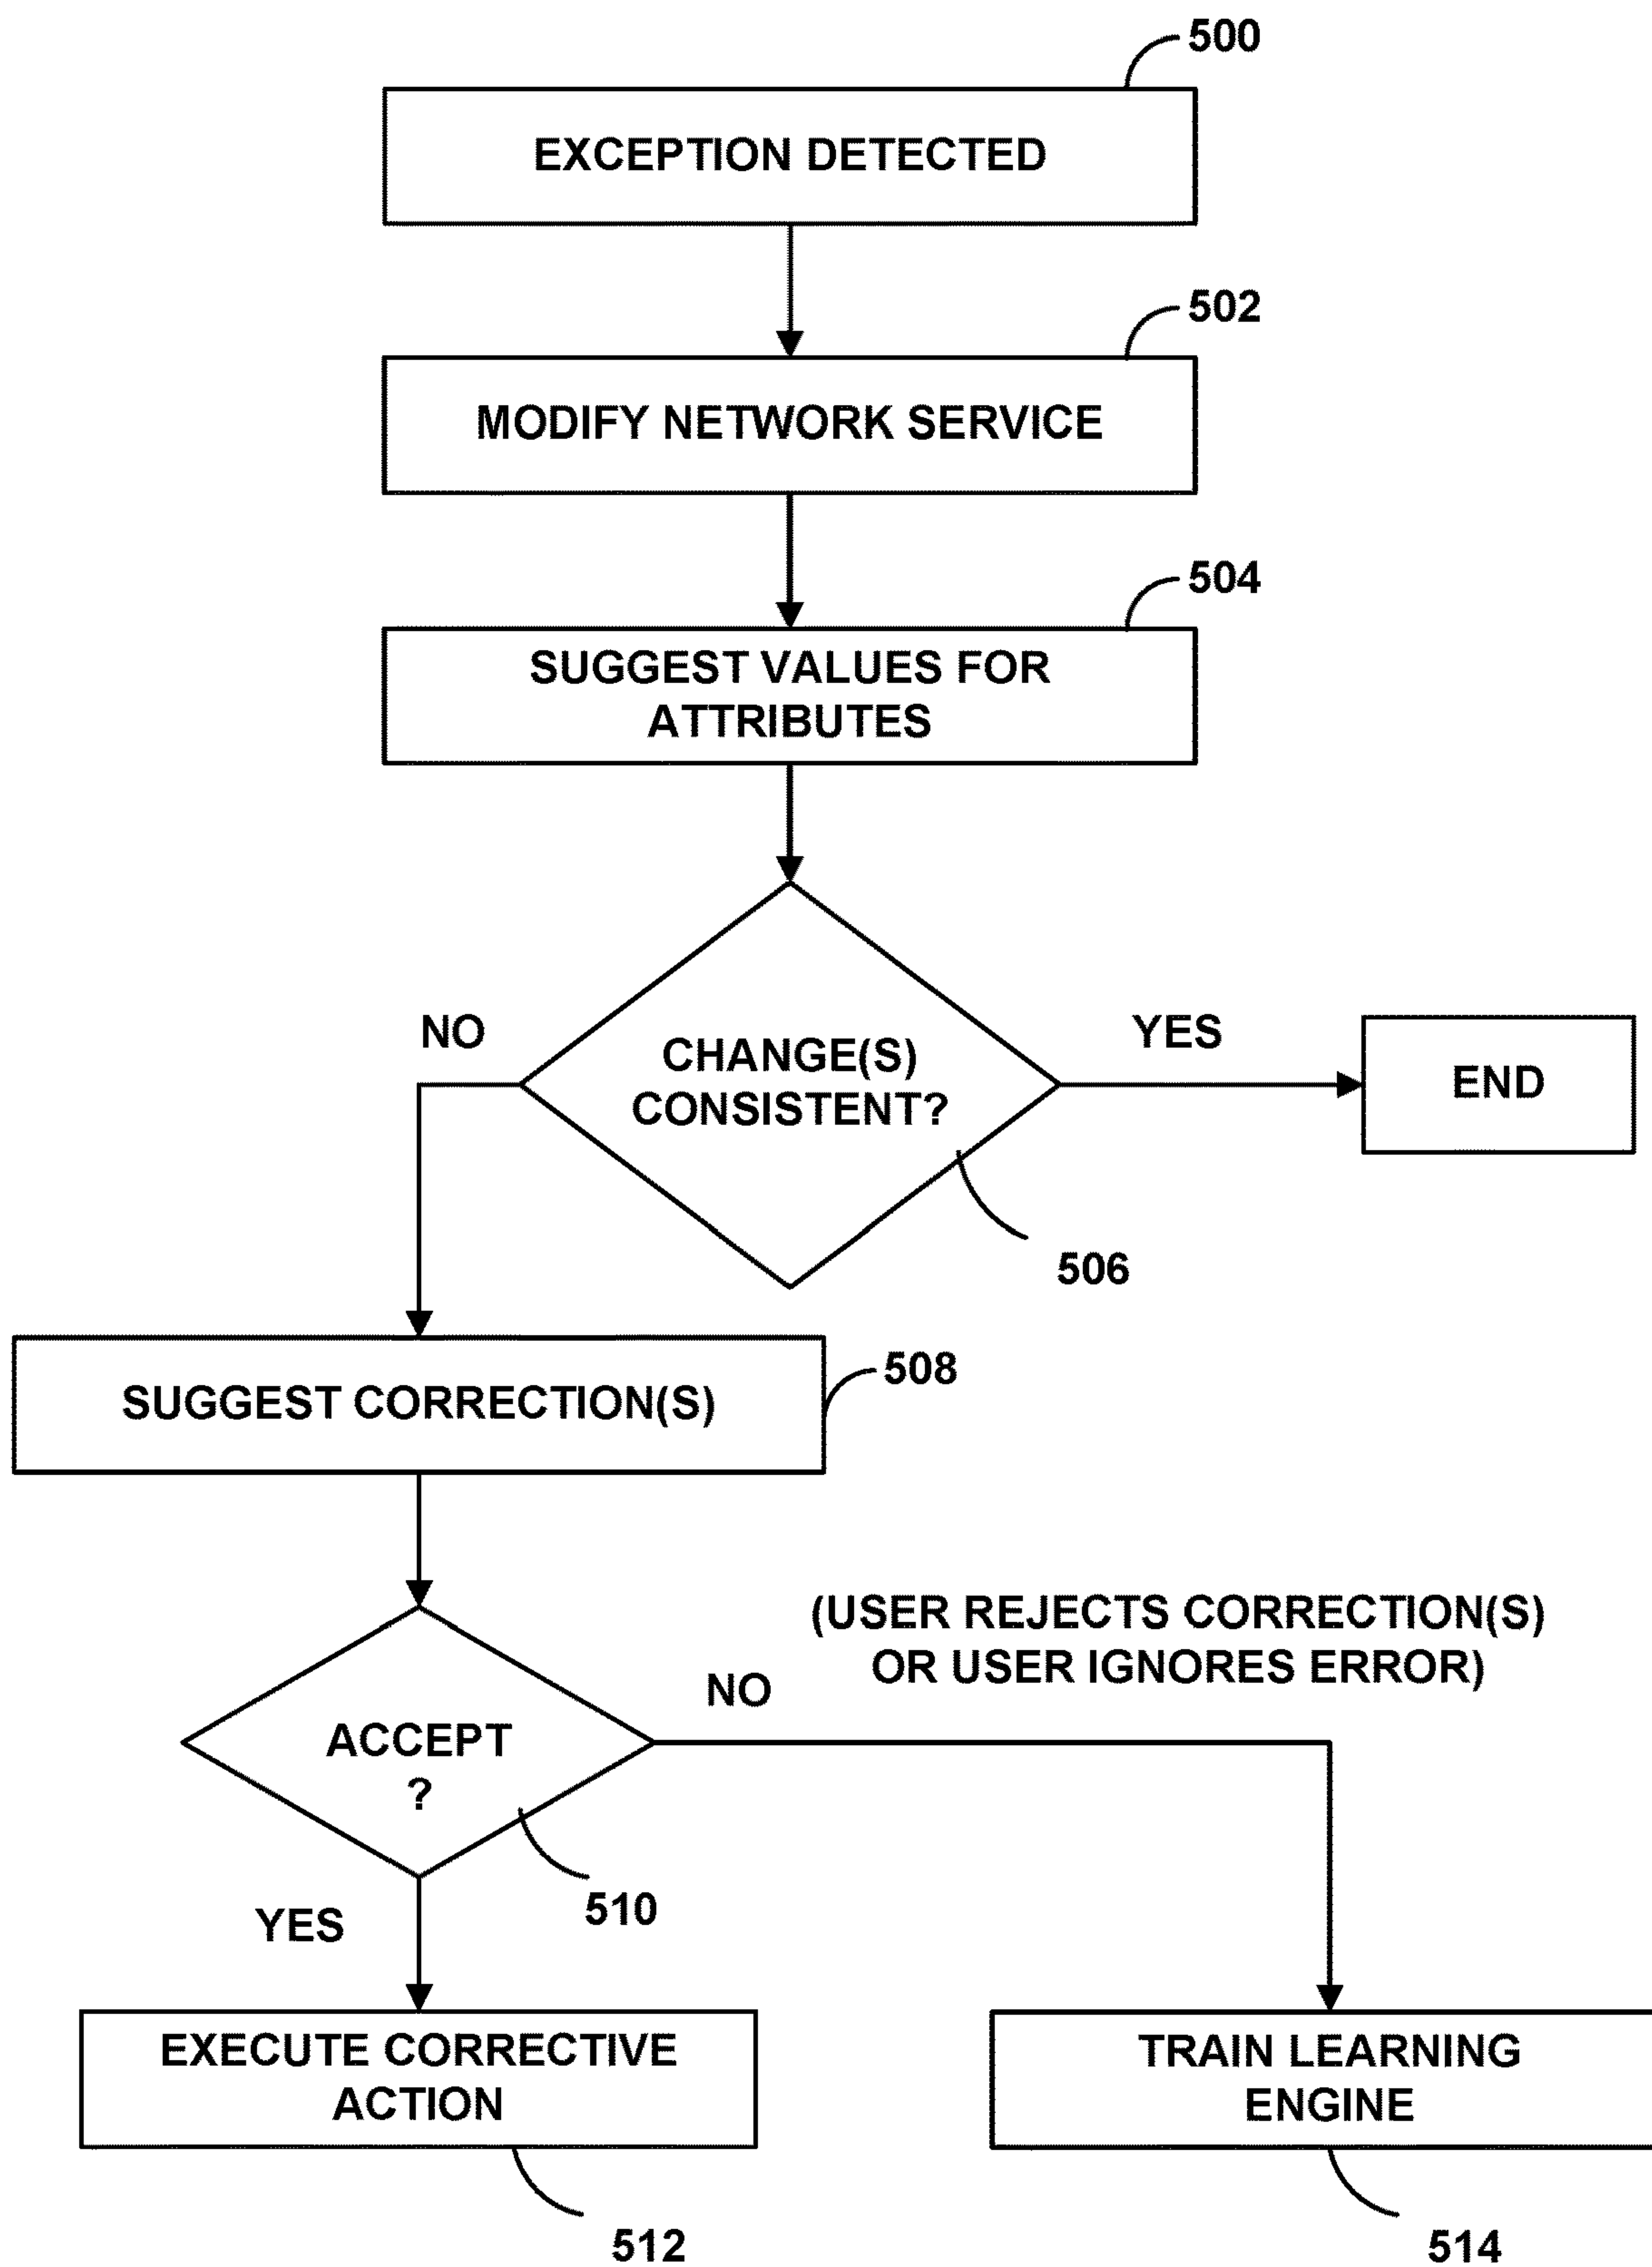 500
EXCEPTION DETECTED
502
MODIFY NETWORK SERVICE
504
SUGGEST VALUES FOR
ATTRIBUTES
NO
YES
CHANGE(S)
CONSISTENT?
END
506
508
SUGGEST CORRECTION(S)
(USER REJECTS CORRECTION(S)
OR USER IGNORES ERROR)
NO
ACCEPT
?
510
YES
EXECUTE CORRECTIVE
ACTION
TRAIN LEARNING
ENGINE
512
514